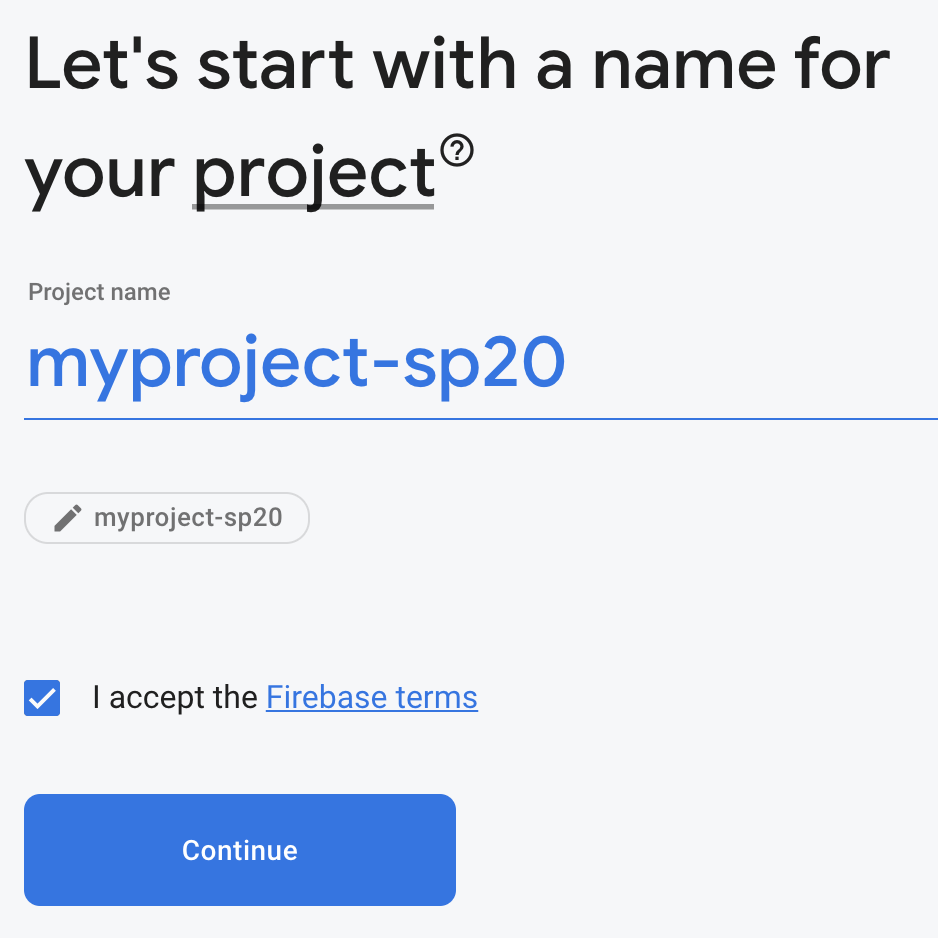 Let's start with a name for
your project
Project name
myproject-sp20
myproject-sp20
I accept the Firebase terms
Continue